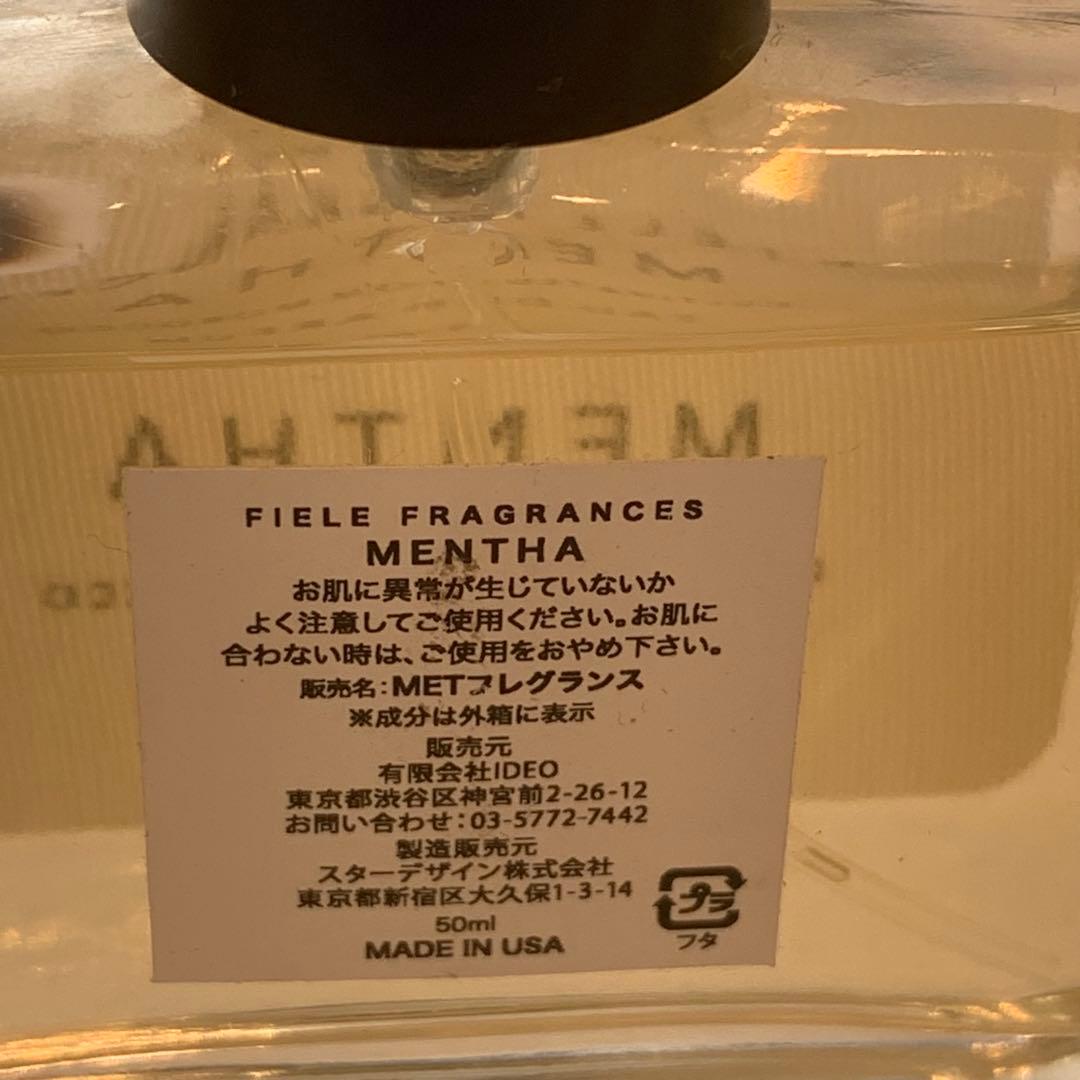 MENTHA
FIELE FRAGRANCES
MENTHA
お肌に異常が生じていないか
よく注意してご使用ください。お肌に
合わない時は、ご使用をおやめ下さい。
販売名：METフレグランス
※成分は外箱に表示
販売元
有限会社IDEO
東京都渋谷区神宮前2-26-12
お問い合わせ：03-5772-7442
製造販売元
スターデザイン株式会社
東京都新宿区大久保1-3-14
50ml
MADE IN USA
プラ
フタ